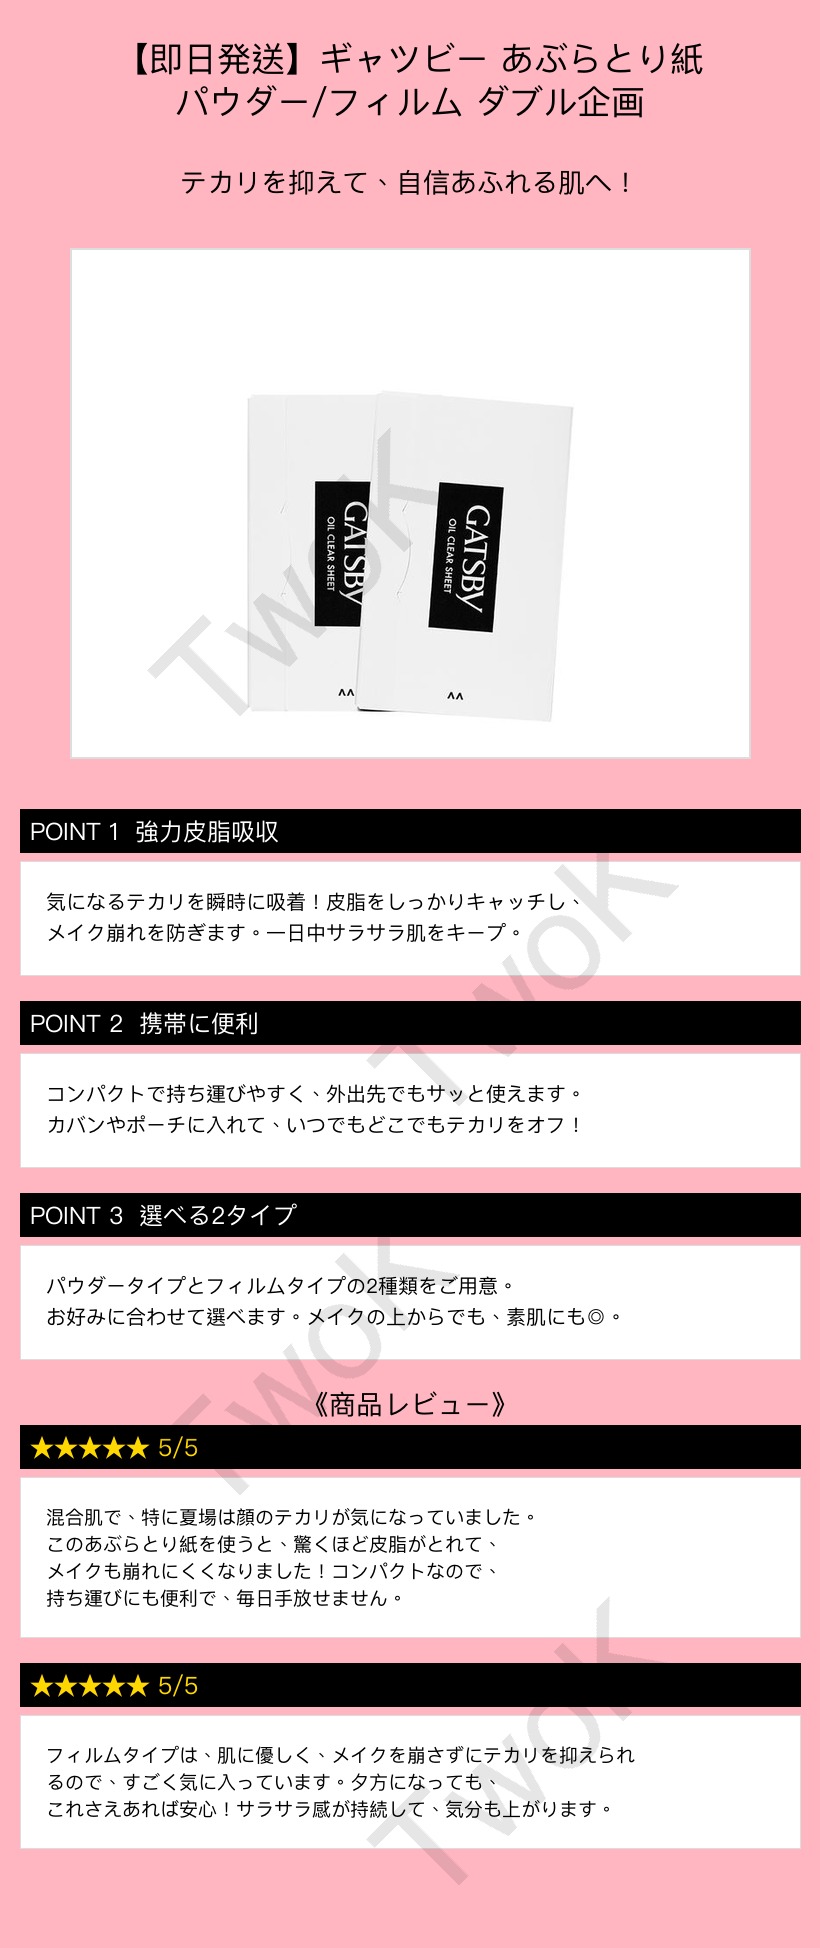 【即日発送】ギャツビー あぶらとり紙
パウダー/フィルム ダブル企画
テカリを抑えて、自信あふれる肌へ！
GATSBY
OIL CLEAR SHEET
GATSBY
OIL CLEAR SHEET
TwoK
POINT 1 強力皮脂吸収
気になるテカリを瞬時に吸着！皮脂をしっかりキャッチし、
メイク崩れを防ぎます。一日中サラサラ肌をキープ。
TwoK
POINT 2 携帯に便利
コンパクトで持ち運びやすく、外出先でもサッと使えます。
カバンやポーチに入れて、いつでもどこでもテカリをオフ！
POINT 3 選べる2タイプ
パウダータイプとフィルムタイプの2種類をご用意。
お好みに合わせて選べます。メイクの上からでも、素肌にも◎。
TwoK
《商品レビュー》
★★★★★ 5/5
混合肌で、特に夏場は顔のテカリが気になっていました。
このあぶらとり紙を使うと、驚くほど皮脂がとれて、
メイクも崩れにくくなりました！コンパクトなので、
持ち運びにも便利で、毎日手放せません。
★★★★★ 5/5
フィルムタイプは、肌に優しく、メイクを崩さずにテカリを抑えられ
るので、すごく気に入っています。夕方になっても、
これさえあれば安心！サラサラ感が持続して、気分も上がります。
TwoK